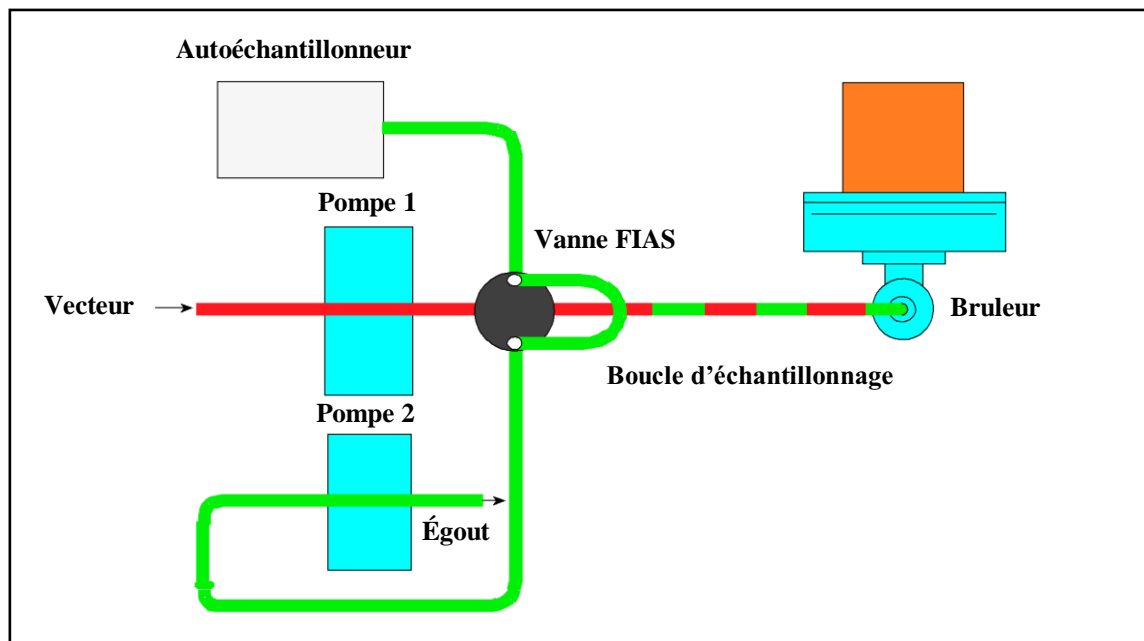 Autoéchantillonneur
Pompe 1
Vanne FIAS
Vecteur
Bruleur
Boucle d'échantillonnage
Pompe 2
Égout